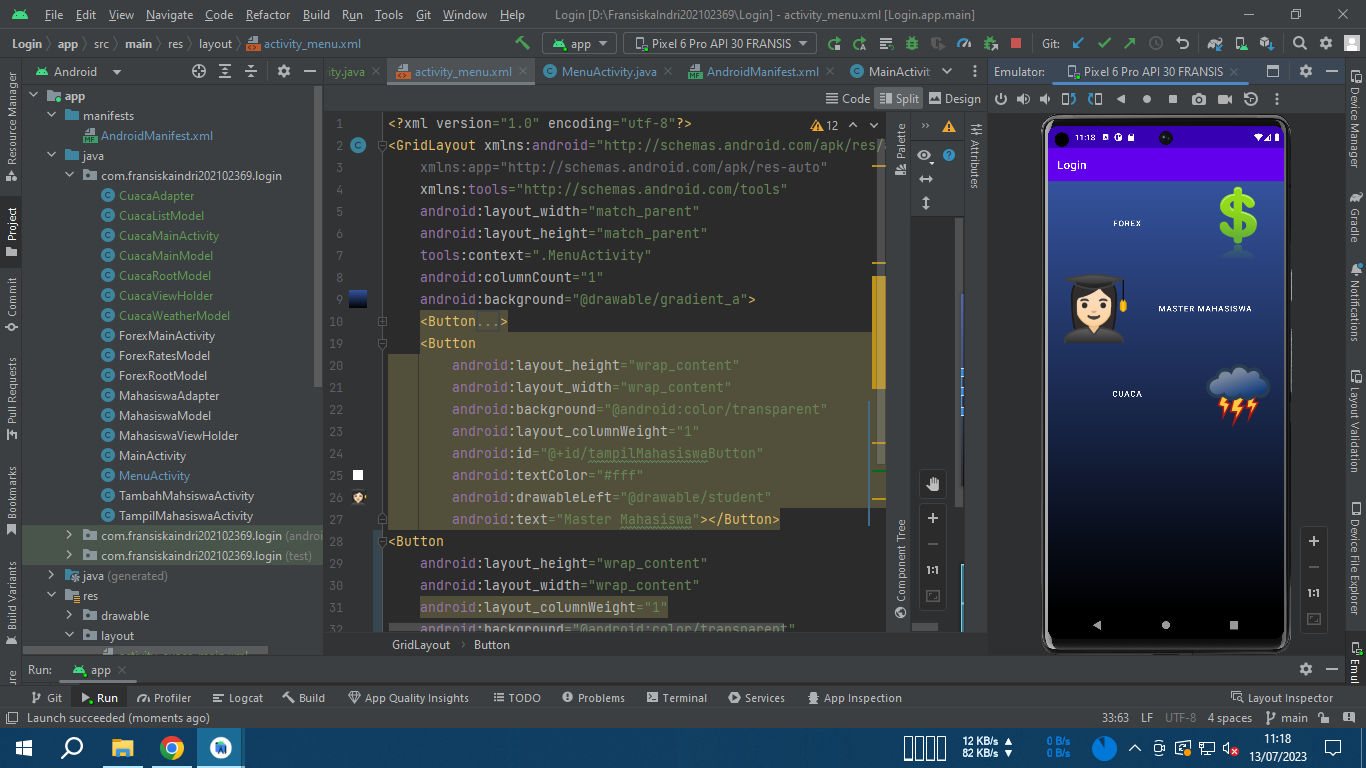 File Edit View Navigate Code Refactor Build Run Tools Git Window Help Login [D:\FransiskaIndri202102369\Login] - activity_menu.xml [Login.app.main]
Login app src main res layout activity_menu.xml app Pixel 6 Pro API 30 FRANSIS Git:
Android ity.java activity_menu.xml MenuActivity.java AndroidManifest.xml MainActivit Emulator: Pixel 6 Pro API 30 FRANSIS
Code Split Design
Resource Manager
Project
Commit
Pull Requests
Bookmarks
Build Variants
app
manifests
AndroidManifest.xml
java
com.fransiskaindri202102369.login
CuacaAdapter
CuacaListModel
CuacaMainActivity
CuacaMainModel
CuacaRootModel
CuacaViewHolder
CuacaWeatherModel
ForexMainActivity
ForexRatesModel
ForexRootModel
MahasiswaAdapter
MahasiswaModel
MahasiswaViewHolder
MainActivity
MenuActivity
TambahMahsiswaActivity
TampilMahasiswaActivity
com.fransiskaindri202102369.login (androi
com.fransiskaindri202102369.login (test)
java (generated)
res
drawable
layout
activity_cuaca_main.xml
12
1 <?xml version="1.0" encoding="utf-8"?>
2 <GridLayout xmlns:android="http://schemas.android.com/apk/res/
3 xmlns:app="http://schemas.android.com/apk/res-auto"
4 xmlns:tools="http://schemas.android.com/tools"
5 android:layout_width="match_parent"
6 android:layout_height="match_parent"
7 tools:context=".MenuActivity"
8 android:columnCount="1"
9 android:background="@drawable/gradient_a">
10 <Button...>
19 <Button
20 android:layout_height="wrap_content"
21 android:layout_width="wrap_content"
22 android:background="@android:color/transparent"
23 android:layout_columnWeight="1"
24 android:id="@+id/tampilMahasiswaButton"
25 android:textColor="#fff"
26 android:drawableLeft="@drawable/student"
27 android:text="Master Mahasiswa"></Button>
28 <Button
29 android:layout_height="wrap_content"
30 android:layout_width="wrap_content"
31 android:layout_columnWeight="1"
32 android:background="@android:color/transparent"
GridLayout Button
Palette
Component Tree
Attributes
1:1
11:18
Login
FOREX
MASTER MAHASISWA
CUACA
1:1
Device Manager
Gradle
Notifications
Layout Validation
Device File Explorer
Emul
Run: app
Git Run Profiler Logcat Build App Quality Insights TODO Problems Terminal Services App Inspection Layout Inspector
Launch succeeded (moments ago) 33:63 LF UTF-8 4 spaces main
12 KB/s 0 B/s 11:18
82 KB/s 0 B/s 13/07/2023